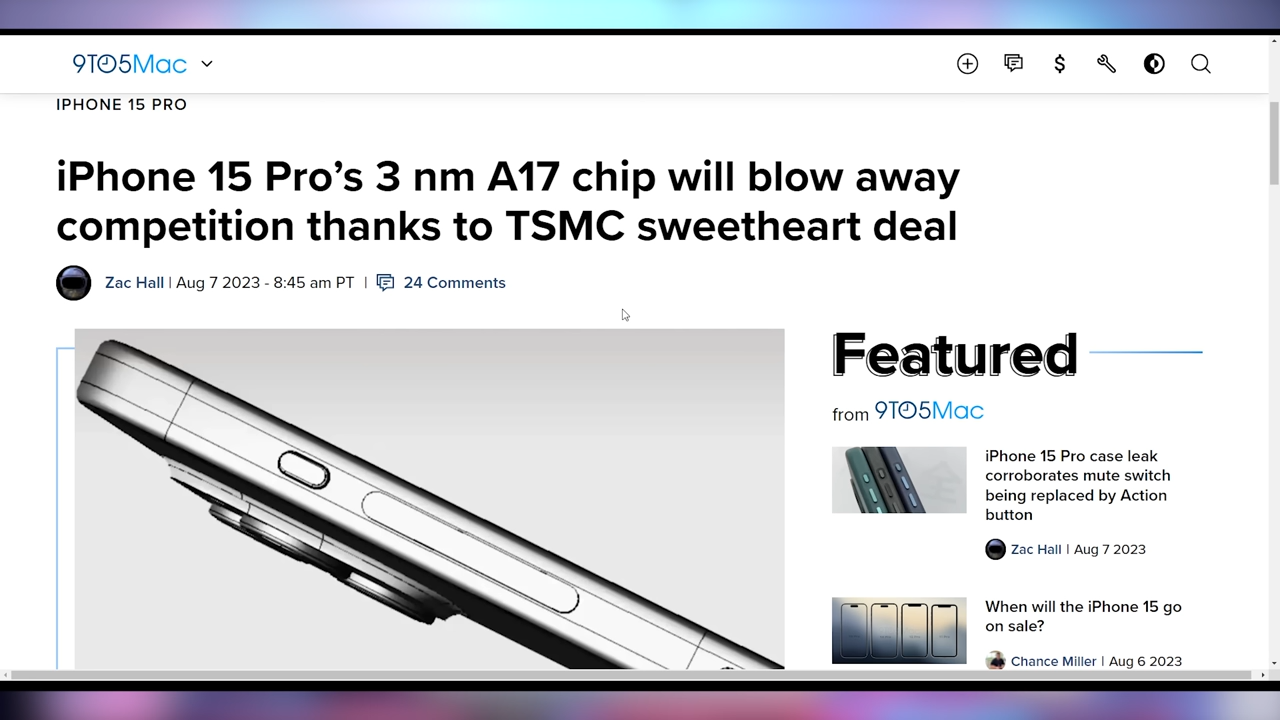 9TO5Mac
IPHONE 15 PRO
iPhone 15 Pro’s 3 nm A17 chip will blow away
competition thanks to TSMC sweetheart deal
Zac Hall | Aug 7 2023 - 8:45 am PT | 24 Comments
Featured
from 9TO5Mac
iPhone 15 Pro case leak
corroborates mute switch
being replaced by Action
button
Zac Hall | Aug 7 2023
When will the iPhone 15 go
on sale?
Chance Miller | Aug 6 2023